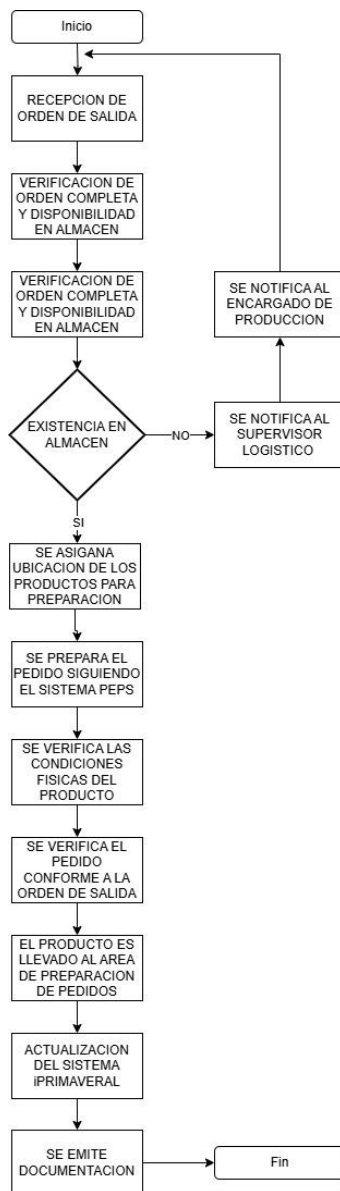 Inicio
RECEPCION DE
ORDEN DE SALIDA
VERIFICACION DE
ORDEN COMPLETA
Y DISPONIBILIDAD
EN ALMACEN
VERIFICACION DE
ORDEN COMPLETA
Y DISPONIBILIDAD
EN ALMACEN
SE NOTIFICA AL
ENCARGADO DE
PRODUCCION
EXISTENCIA EN
ALMACEN
NO
SE NOTIFICA AL
SUPERVISOR
LOGISTICO
SI
SE ASIGANA
UBICACION DE LOS
PRODUCTOS PARA
PREPARACION
SE PREPARA EL
PEDIDO SIGUIENDO
EL SISTEMA PEPS
SE VERIFICA LAS
CONDICIONES
FISICAS DEL
PRODUCTO
SE VERIFICA EL
PEDIDO
CONFORME A LA
ORDEN DE SALIDA
EL PRODUCTO ES
LLEVADO AL AREA
DE PREPARACION
DE PEDIDOS
ACTUALIZACION
DEL SISTEMA
iPRIMAVERAL
SE EMITE
DOCUMENTACION
Fin